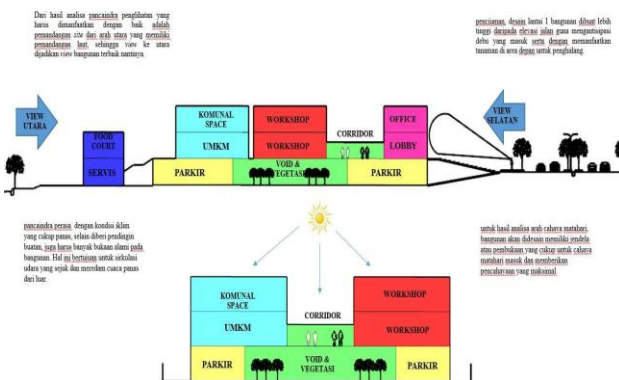 Dari hasil analisa pancaindra penglihatan yang
harus dimanfaatkan dengan baik adalah
pemandangan site dari arah utara yang memiliki
pemandangan laut, sehingga view ke utara
dijadikan view bangunan terbaik nantinya.
penciuman, desain lantai 1 bangunan dibuat lebih
tinggi daripada elevasi jalan guna mengantisipasi
debu yang masuk serta dengan memanfaatkan
tanaman di area depan untuk penghalang.
VIEW
UTARA
FOOD
COURT
SERVIS
KOMUNAL
SPACE
UMKM
WORKSHOP
WORKSHOP
CORRIDOR
OFFICE
LOBBY
VIEW
SELATAN
PARKIR
VOID &
VEGETASI
PARKIR
pancaindra perasa, dengan kondisi iklim
yang cukup panas, selain diberi pendingin
buatan, juga harus banyak bukaan alami pada
bangunan. Hal ini bertujuan untuk sirkulasi
udara yang sejuk dan meredam cuaca panas
dari luar.
untuk hasil analisa arah cahaya matahari,
bangunan akan didesain memiliki jendela
atau pembukaan yang cukup untuk cahaya
matahari masuk dan memberikan
pencahayaan yang maksimal.
KOMUNAL
SPACE
UMKM
CORRIDOR
WORKSHOP
WORKSHOP
PARKIR
VOID &
VEGETASI
PARKIR